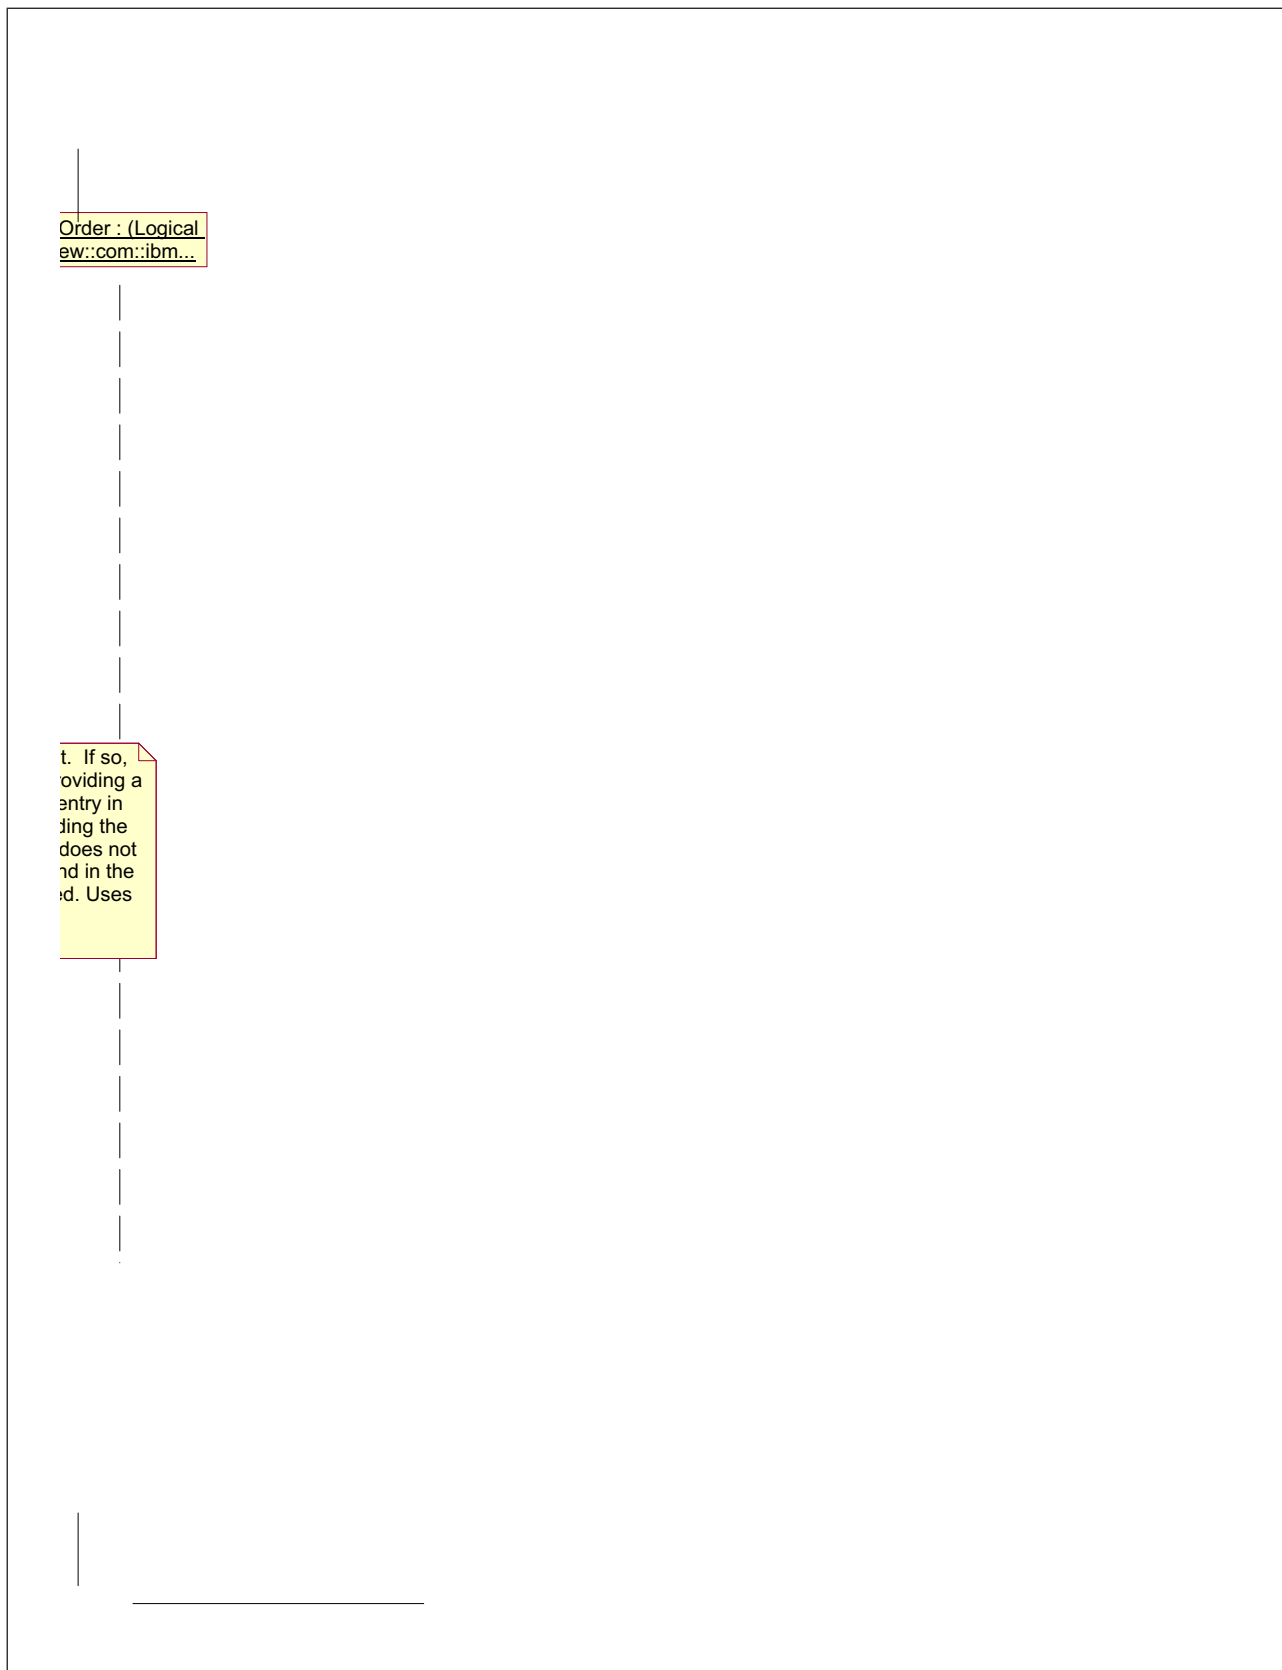 Order : (Logical
ew::com::ibm...
t.  If so,
roviding a
entry in
ding the
does not
nd in the
ed. Uses